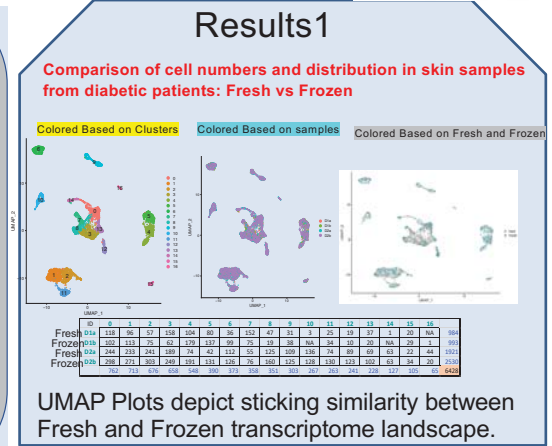 Results1
Comparison of cell numbers and distribution in skin samples
from diabetic patients: Fresh vs Frozen
Colored Based on Clusters Colored Based on samples Colored Based on Fresh and Frozen
UMAP_2
UMAP_1
UMAP_1
ID 0 1 2 3 4 5 6 7 8 9 10 11 12 13 14 15 16
Fresh D1a 118 96 57 158 104 80 36 152 47 31 3 25 19 37 1 20 NA 984
Frozen D1b 102 113 75 62 179 137 99 75 19 38 NA 34 10 20 NA 29 1 993
Fresh D2a 244 233 241 189 74 42 112 55 125 109 136 74 89 69 63 22 44 1921
Frozen D2b 298 271 303 249 191 131 126 76 160 125 128 130 123 102 63 34 20 2530
762 713 676 658 548 390 373 358 351 303 267 263 241 228 127 105 65 6428
UMAP Plots depict sticking similarity between
Fresh and Frozen transcriptome landscape.